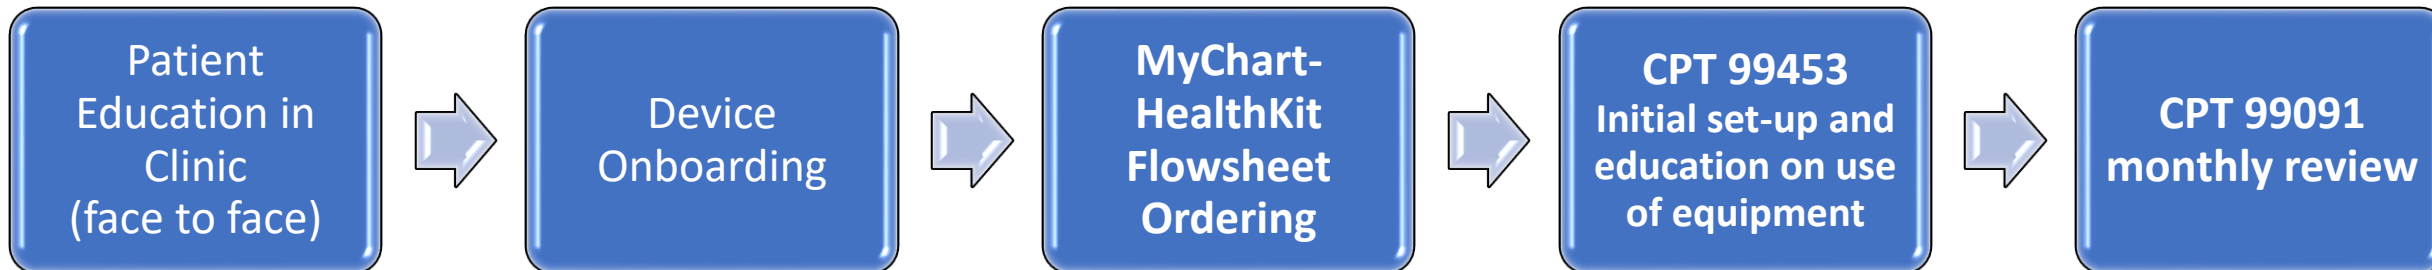 Patient
Education in
Clinic
(face to face)
Device
Onboarding
MyChart-
HealthKit
Flowsheet
Ordering
CPT 99453
Initial set-up and
education on use
of equipment
CPT 99091
monthly review